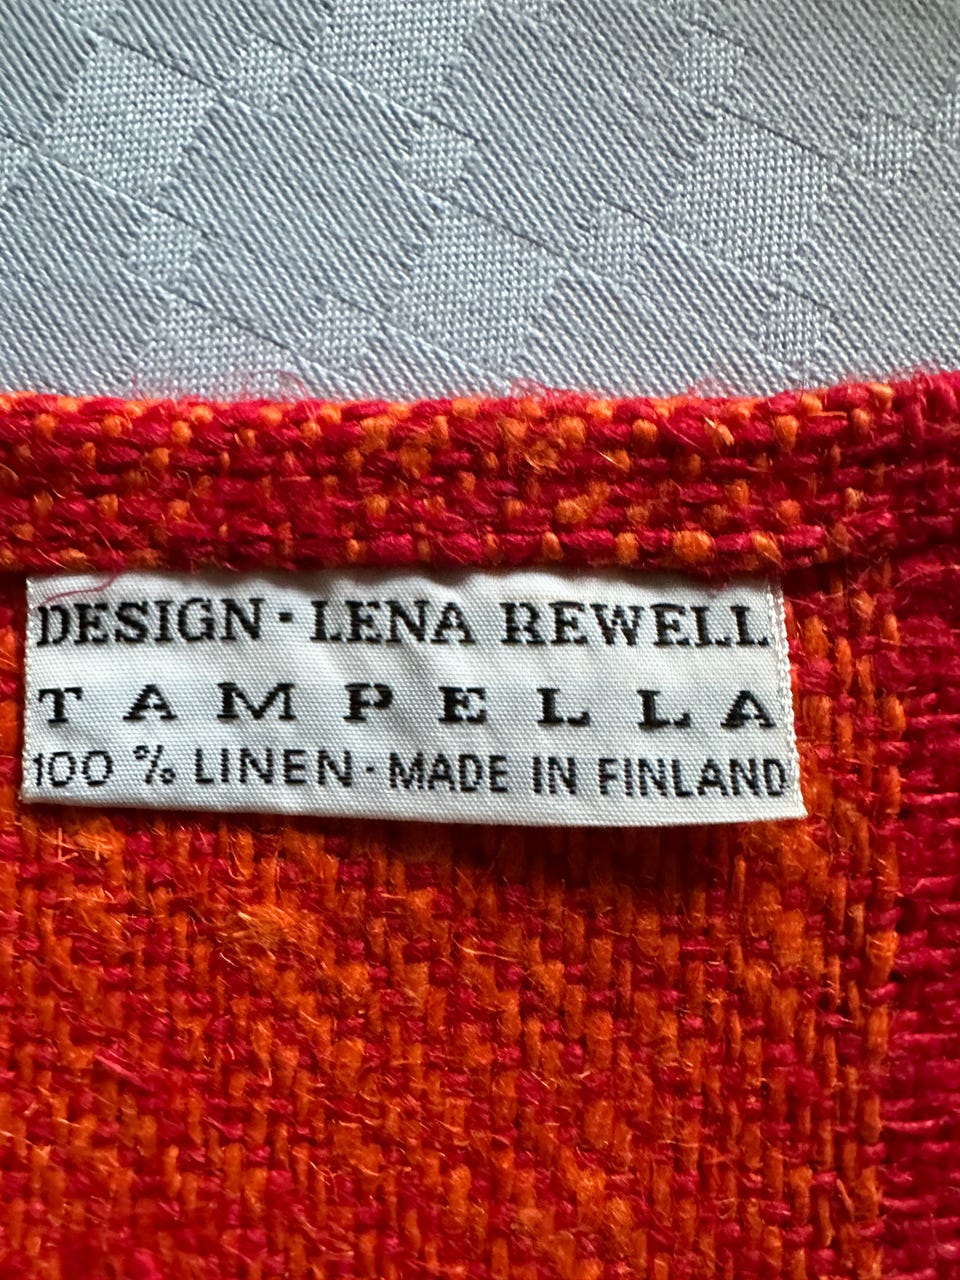 DESIGN · LENA REWELL
TAMPELLA
100 % LINEN · MADE IN FINLAND